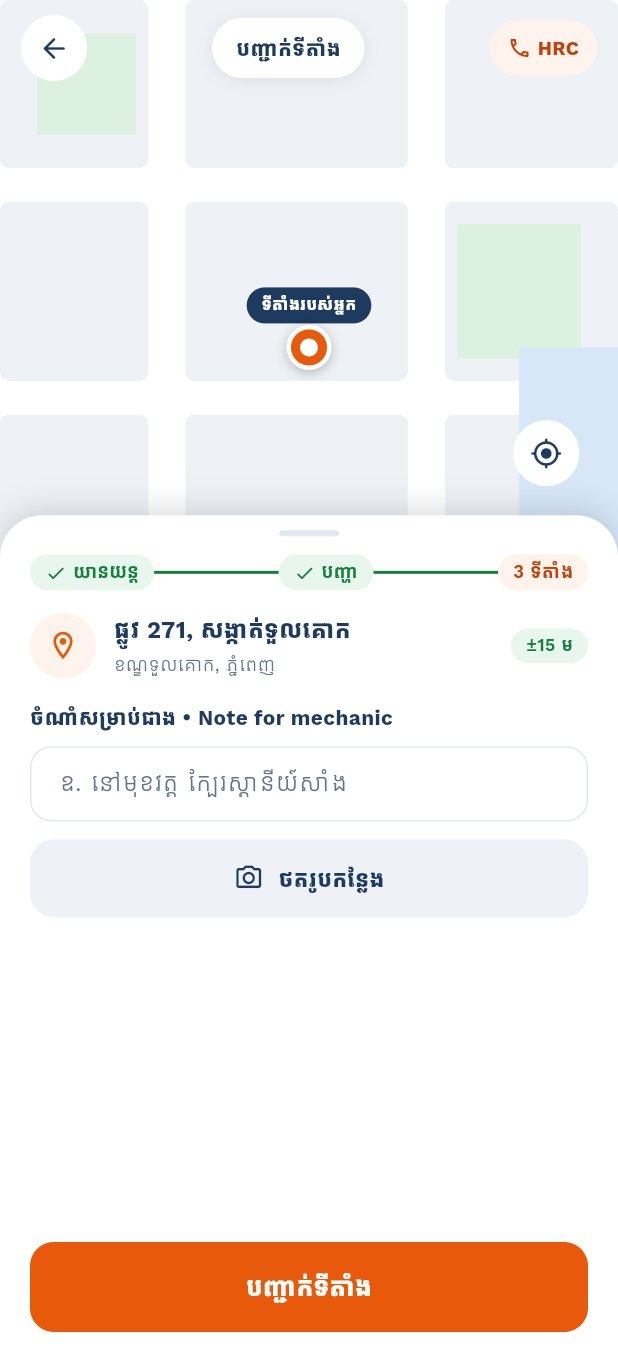 បញ្ជាក់ទីតាំង
HRC
ទីតាំងរបស់អ្នក
យានយន្ត
បញ្ហា
3 ទីតាំង
ផ្លូវ 271, សង្កាត់ទួលគោក
ខណ្ឌទួលគោក, ភ្នំពេញ
±15 ម
ចំណាំសម្រាប់ជាង • Note for mechanic
ឧ. នៅមុខវត្ត ក្បែរស្ថានីយ៍សាំង
ថតរូបកន្លែង
បញ្ជាក់ទីតាំង